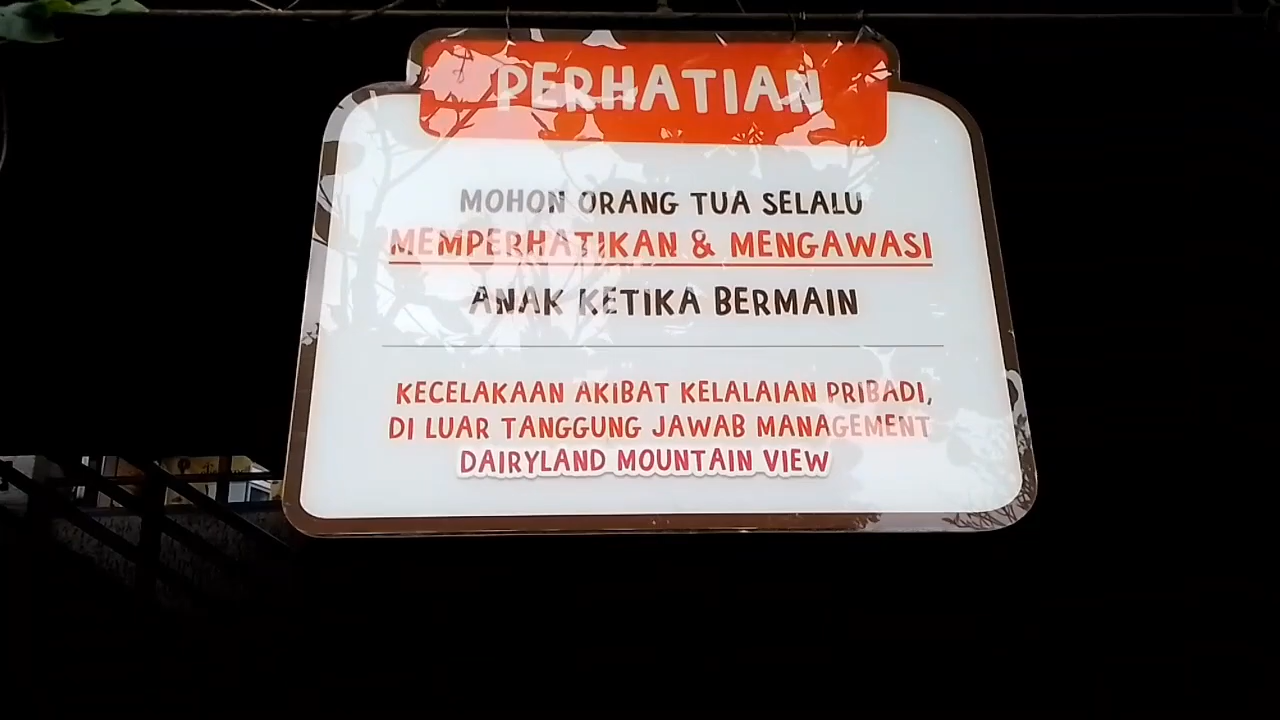 PERHATIAN
MOHON ORANG TUA SELALU
MEMPERHATIKAN & MENGAWASI
ANAK KETIKA BERMAIN
KECELAKAAN AKIBAT KELALAIAN PRIBADI,
DI LUAR TANGGUNG JAWAB MANAGEMENT
DAIRYLAND MOUNTAIN VIEW